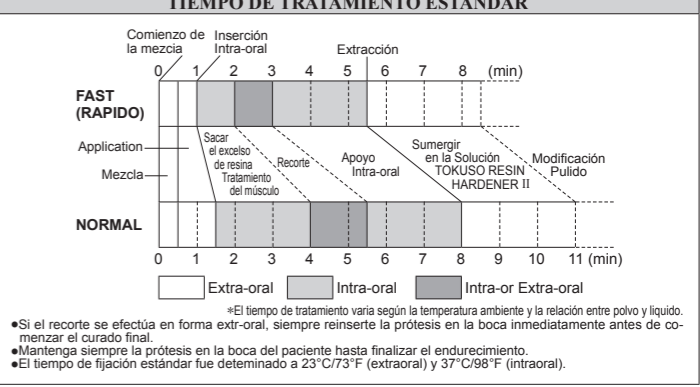 TIEMPO DE TRATAMIENTO ESTÁNDAR
Comienzo de
la mezcia
Inserción
Intra-oral
Extracción
0 1 2 3 4 5 6 7 8 (min)
FAST
(RAPIDO)
Application
Mezcla
Sacar
el excelso
de resina
Tratamiento
del músculo
Recorte
Apoyo
Intra-oral
Sumergir
en la Solución
TOKUSO RESIN
HARDENER II
Modificación
Pulido
NORMAL
0 1 2 3 4 5 6 7 8 9 10 11 (min)
Extra-oral Intra-oral Intra-or Extra-oral
*El tiempo de tratamiento varia según la temperatura ambiente y la relación entre polvo y liquido.
●Si el recorte se efectúa en forma extr-oral, siempre reinserte la prótesis en la boca inmediatamente antes de co-
menzar el curado final.
●Mantenga siempre la prótesis en la boca del paciente hasta finalizar el endurecimiento.
●El tiempo de fijación estándar fue deteminado a 23°C/73°F (extraoral) y 37°C/98°F (intraoral).